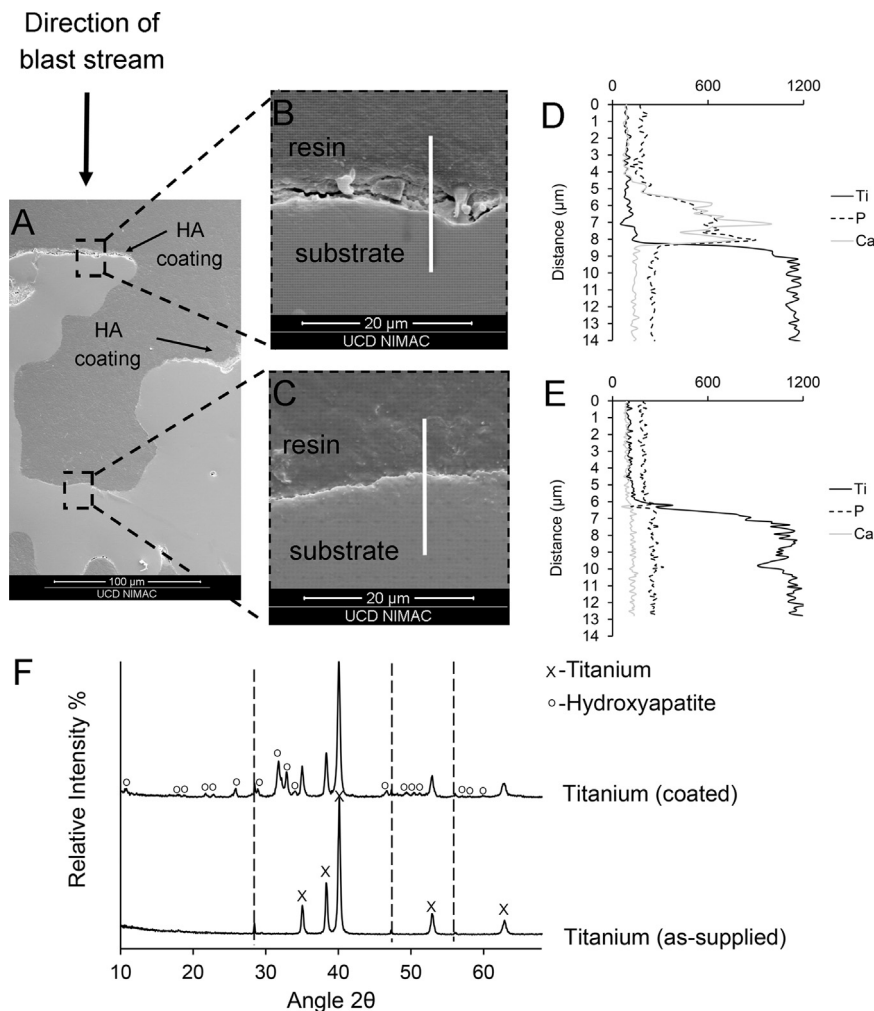 Direction of
blast stream
A
HA
coating
HA
coating
100 µm
UCD NIMAC
B
resin
substrate
20 µm
UCD NIMAC
C
resin
substrate
20 µm
UCD NIMAC
D
0 600 1200
0
1
2
3
4
5
6
7
8
9
10
11
12
13
14
Distance (µm)
Ti
P
Ca
E
0 600 1200
0
1
2
3
4
5
6
7
8
9
10
11
12
13
14
Distance (µm)
Ti
P
Ca
F
Relative Intensity %
x-Titanium
o-Hydroxyapatite
Titanium (coated)
Titanium (as-supplied)
10 20 30 40 50 60
Angle 2θ